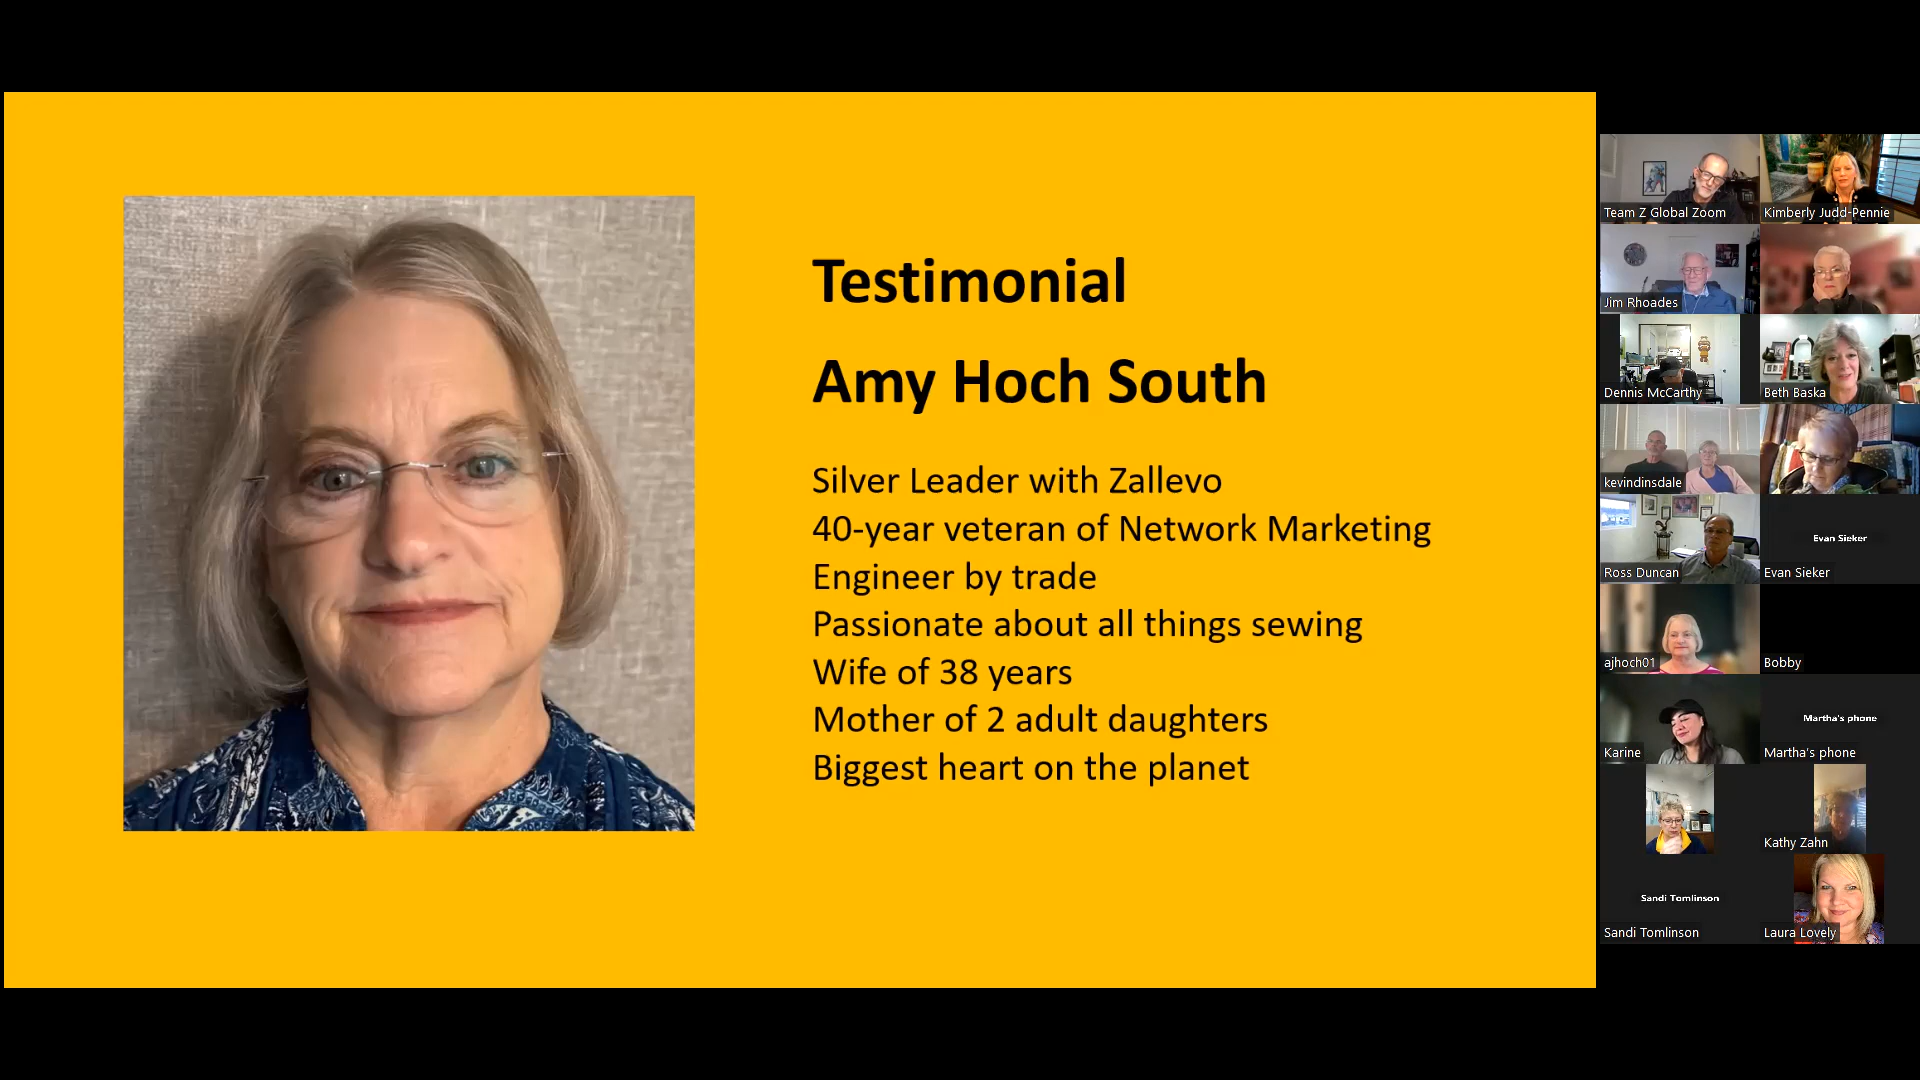 Testimonial
Amy Hoch South
Silver Leader with Zallevo
40-year veteran of Network Marketing
Engineer by trade
Passionate about all things sewing
Wife of 38 years
Mother of 2 adult daughters
Biggest heart on the planet
Team Z Global Zoom
Kimberly Judd-Pennie
Jim Rhoades
Dennis McCarthy
Beth Baska
kevindinsdale
Ross Duncan
Evan Sieker
Evan Sieker
ajhoch01
Bobby
Karine
Martha's phone
Martha's phone
Kathy Zahn
Sandi Tomlinson
Sandi Tomlinson
Laura Lovely